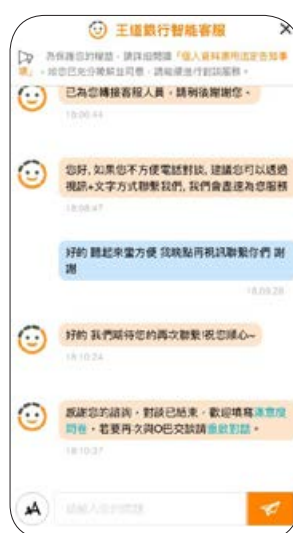 王道銀行智能客服
為保護您的權益,請詳細閱讀「個人資料運用法定告知事
項」,給您已充分瞭解並同意,請繼續進行對話服務。
已為您轉接客服人員,請稍後謝謝您。
18:06:44
您好,如果您不方便電話對談,建議您可以透過
視訊+文字方式聯繫我們,我們會盡速為您服務
18:08:47
好的 聽起來蠻方便 我晚點再視訊聯繫你們 謝
謝
18:09:28
好的 我們期待您的再次聯繫!祝您順心~
18:10:24
感謝您的諮詢,對談已結束,歡迎填寫滿意度
問卷,若要再次與O巴交談請重啟對話。
18:10:37
請輸入您的問題